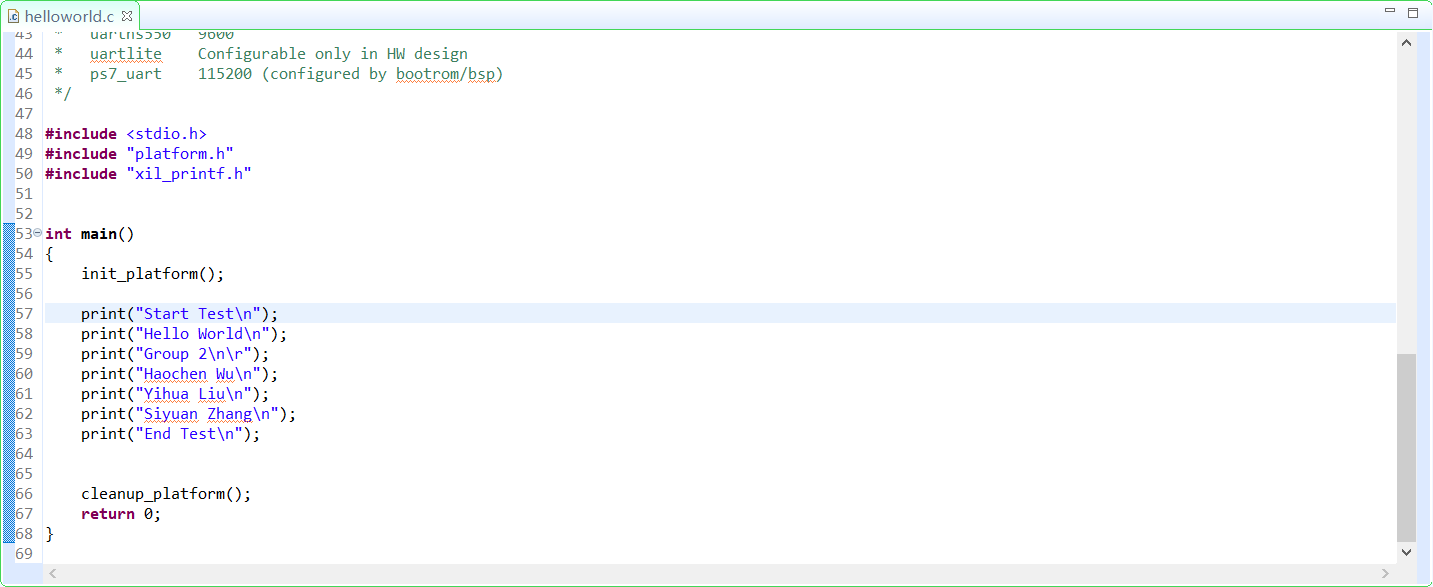 helloworld.c
43 * uartns550 9600
44 * uartlite Configurable only in HW design
45 * ps7_uart 115200 (configured by bootrom/bsp)
46 */
47
48 #include <stdio.h>
49 #include "platform.h"
50 #include "xil_printf.h"
51
52
53 int main()
54 {
55 init_platform();
56
57 print("Start Test\n");
58 print("Hello World\n");
59 print("Group 2\n\r");
60 print("Haochen Wu\n");
61 print("Yihua Liu\n");
62 print("Siyuan Zhang\n");
63 print("End Test\n");
64
65
66 cleanup_platform();
67 return 0;
68 }
69